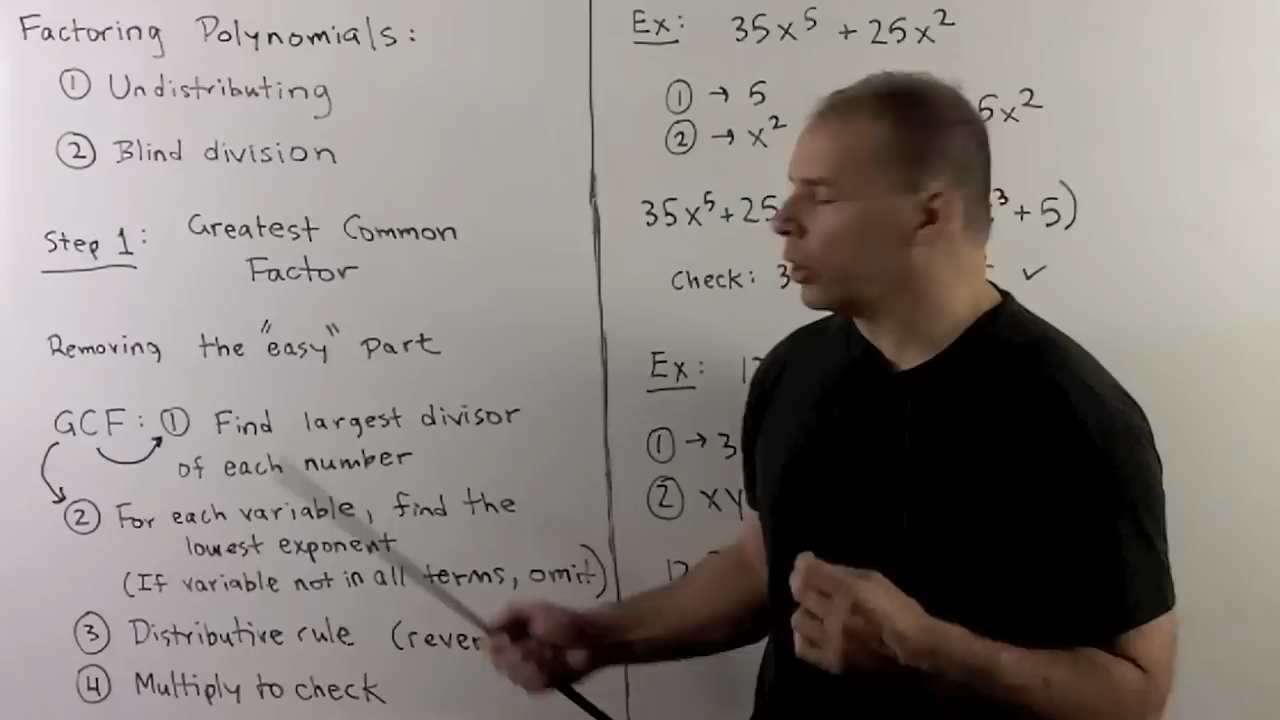 Factoring Polynomials:
① Undistributing
② Blind division
Step 1: Greatest Common
Factor
Removing the "easy" part
GCF: ① Find largest divisor
of each number
② For each variable, find the
lowest exponent
(If variable not in all terms, omit)
③ Distributive rule
④ Multiply to check
Ex: 35x⁵ + 25x²
① → 5
② → x²
5x²
35x⁵ + 25
³ + 5)
Check: 3 ✓
Ex:
① → 3
② xy